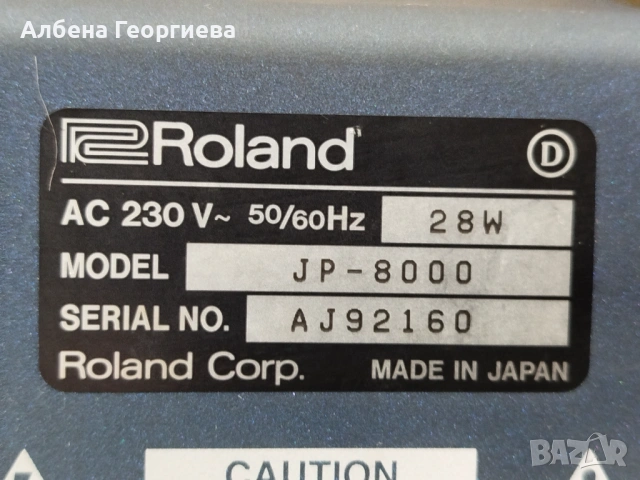 Албена Георгиева
Roland D
AC 230 V~ 50/60Hz 28W
MODEL JP-8000
SERIAL NO. AJ92160
Roland Corp. MADE IN JAPAN
CAUTION
BAZAR